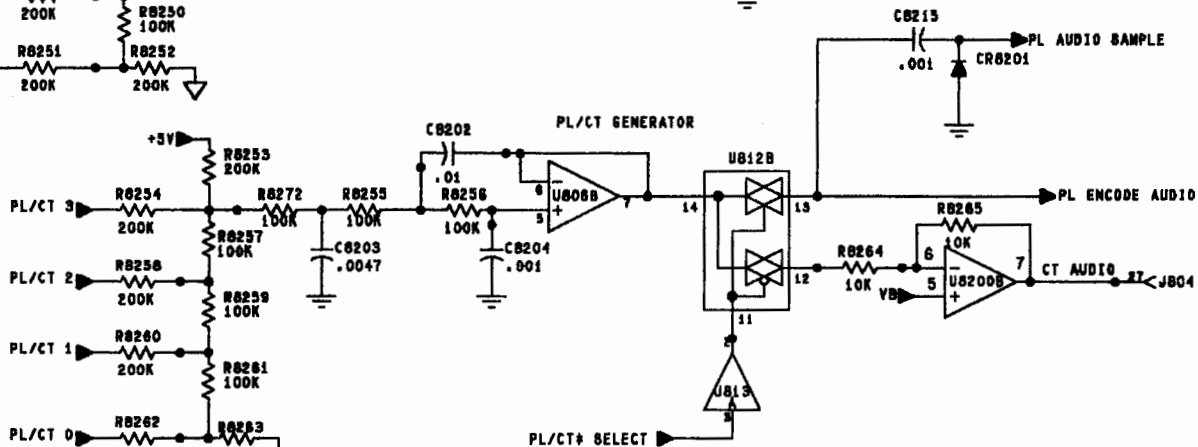 200K
R8250
100K
R8251
200K
R8252
200K
C8215
.001
PL AUDIO SAMPLE
CR8201
+5V
R8253
200K
PL/CT GENERATOR
C8202
.01
U812B
PL/CT 3
R8254
200K
R8272
100K
R8255
100K
R8256
100K
6
5
U806B
7
14
13
PL ENCODE AUDIO
R8257
100K
C8203
.0047
C8204
.001
R8265
10K
R8264
10K
12
6
5
7
U8200B
VB
CT AUDIO
27
J804
PL/CT 2
R8258
200K
R8259
100K
11
PL/CT 1
R8260
200K
R8261
100K
2
U813
A
3
PL/CT 0
R8262
R8263
PL/CT* SELECT